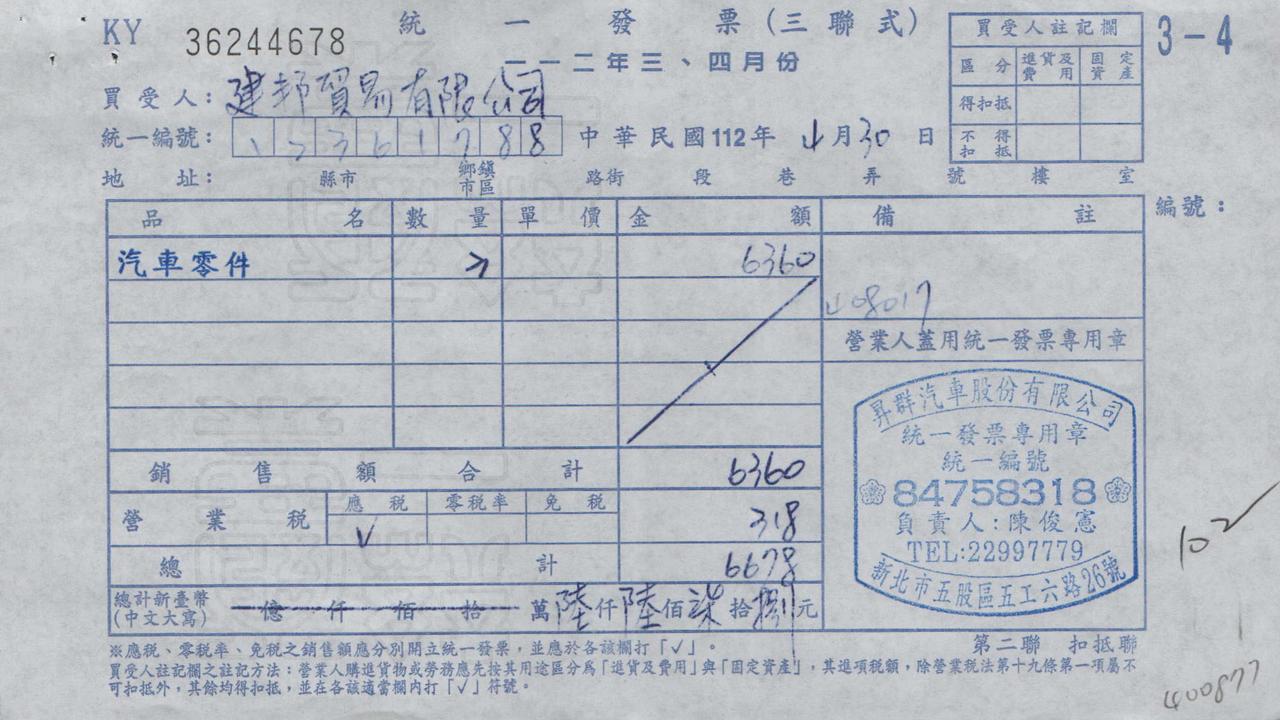 KY 36244678
統一發票(三聯式)
一一二年三、四月份
買受人註記欄
區分 進貨及費用 固定資產
得扣抵
不得扣抵
3-4
買受人: 建邦貿易有限公司
統一編號: 12361788 中華民國112年 4月30日
地址: 縣市 鄉鎮市區 路街 段 巷 弄 號 樓 室
編號:
品名 數量 單價 金額 備註
汽車零件 6360
408017
營業人蓋用統一發票專用章
昇群汽車股份有限公司
統一發票專用章
統一編號
84758318
負責人:陳俊憲
TEL:22997779
新北市五股區五工六路26號
銷售額合計 6360
營業稅 應稅 零稅率 免稅
V 318
總計 6678
總計新臺幣(中文大寫) 億仟佰拾萬陸仟陸佰柒拾捌元
102
※應稅、零稅率、免稅之銷售額應分別開立統一發票,並應於各該欄打「✓」。
第二聯 扣抵聯
買受人註記欄之註記方法:營業人購進貨物或勞務應先按其用途區分為「進貨及費用」與「固定資產」,其進項稅額,除營業稅法第十九條第一項屬不
可扣抵外,其餘均得扣抵,並在各該適當欄內打「✓」符號。
400877